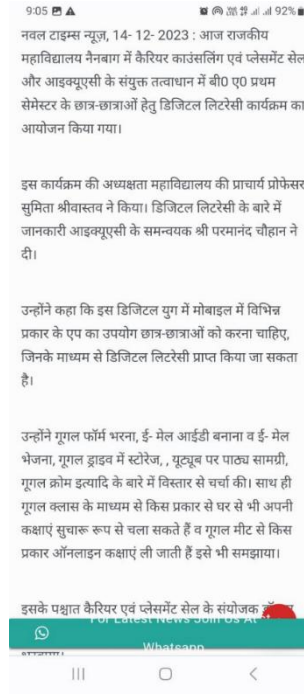 9:05
92%
नवल टाइम्स न्यूज़, 14- 12- 2023 : आज राजकीय
महाविद्यालय नैनबाग में कैरियर काउंसलिंग एवं प्लेसमेंट सेल
और आइक्यूएसी के संयुक्त तत्वाधान में बी0 ए0 प्रथम
सेमेस्टर के छात्र-छात्राओं हेतु डिजिटल लिटरेसी कार्यक्रम का
आयोजन किया गया।
इस कार्यक्रम की अध्यक्षता महाविद्यालय की प्राचार्य प्रोफेसर
सुमिता श्रीवास्तव ने किया। डिजिटल लिटरेसी के बारे में
जानकारी आइक्यूएसी के समन्वयक श्री परमानंद चौहान ने
दी।
उन्होंने कहा कि इस डिजिटल युग में मोबाइल में विभिन्न
प्रकार के एप का उपयोग छात्र-छात्राओं को करना चाहिए,
जिनके माध्यम से डिजिटल लिटरेसी प्राप्त किया जा सकता
है।
उन्होंने गूगल फॉर्म भरना, ई- मेल आईडी बनाना व ई- मेल
भेजना, गूगल ड्राइव में स्टोरेज, , यूट्यूब पर पाठ्य सामग्री,
गूगल क्रोम इत्यादि के बारे में विस्तार से चर्चा की। साथ ही
गूगल क्लास के माध्यम से किस प्रकार से घर से भी अपनी
कक्षाएं सुचारू रूप से चला सकते हैं व गूगल मीट से किस
प्रकार ऑनलाइन कक्षाएं ली जाती हैं इसे भी समझाया।
इसके पश्चात कैरियर एवं प्लेसमेंट सेल के संयोजक
For Latest News Join Us At
Whatsapp